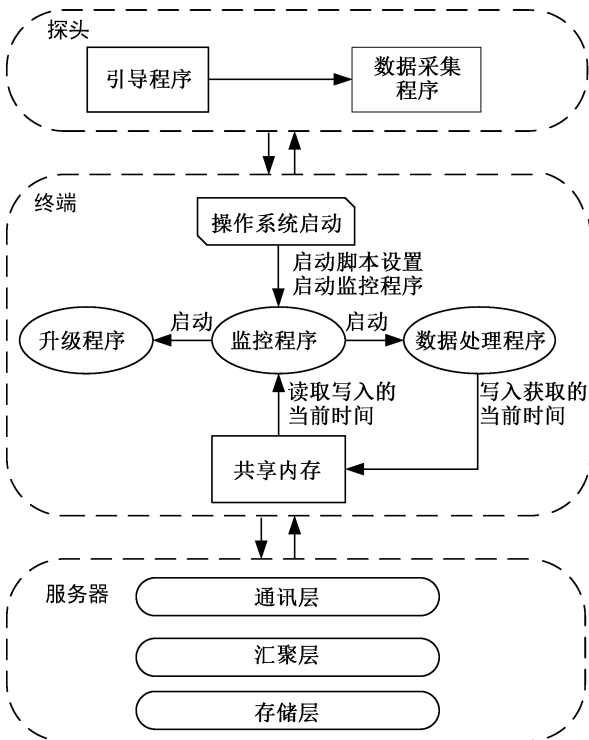 探头
引导程序
数据采集
程序
终端
操作系统启动
启动脚本设置
启动监控程序
升级程序
启动
监控程序
启动
数据处理程序
读取写入的
当前时间
写入获取的
当前时间
共享内存
服务器
通讯层
汇聚层
存储层